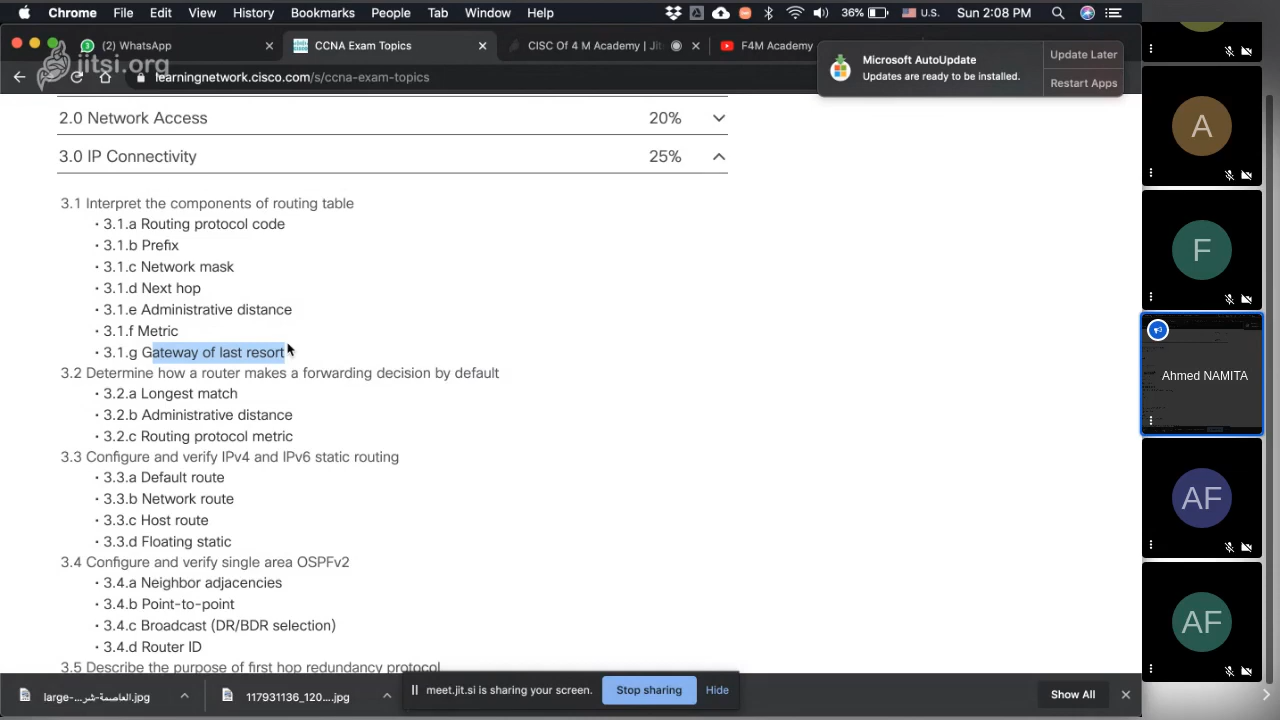 Chrome File Edit View History Bookmarks People Tab Window Help
36% U.S. Sun 2:08 PM
3 (2) WhatsApp
CCNA Exam Topics
CISC Of 4 M Academy | Jit
F4M Academy
jitsi.org
learningnetwork.cisco.com/s/ccna-exam-topics
Microsoft AutoUpdate
Updates are ready to be installed.
Update Later
Restart Apps
2.0 Network Access 20%
3.0 IP Connectivity 25%
3.1 Interpret the components of routing table
• 3.1.a Routing protocol code
• 3.1.b Prefix
• 3.1.c Network mask
• 3.1.d Next hop
• 3.1.e Administrative distance
• 3.1.f Metric
• 3.1.g Gateway of last resort
3.2 Determine how a router makes a forwarding decision by default
• 3.2.a Longest match
• 3.2.b Administrative distance
• 3.2.c Routing protocol metric
3.3 Configure and verify IPv4 and IPv6 static routing
• 3.3.a Default route
• 3.3.b Network route
• 3.3.c Host route
• 3.3.d Floating static
3.4 Configure and verify single area OSPFv2
• 3.4.a Neighbor adjacencies
• 3.4.b Point-to-point
• 3.4.c Broadcast (DR/BDR selection)
• 3.4.d Router ID
3.5 Describe the purpose of first hop redundancy protocol
large-...العاصمة-شر.jpg
117931136_120....jpg
meet.jit.si is sharing your screen.
Stop sharing
Hide
Show All
A
F
Ahmed NAMITA
AF
AF